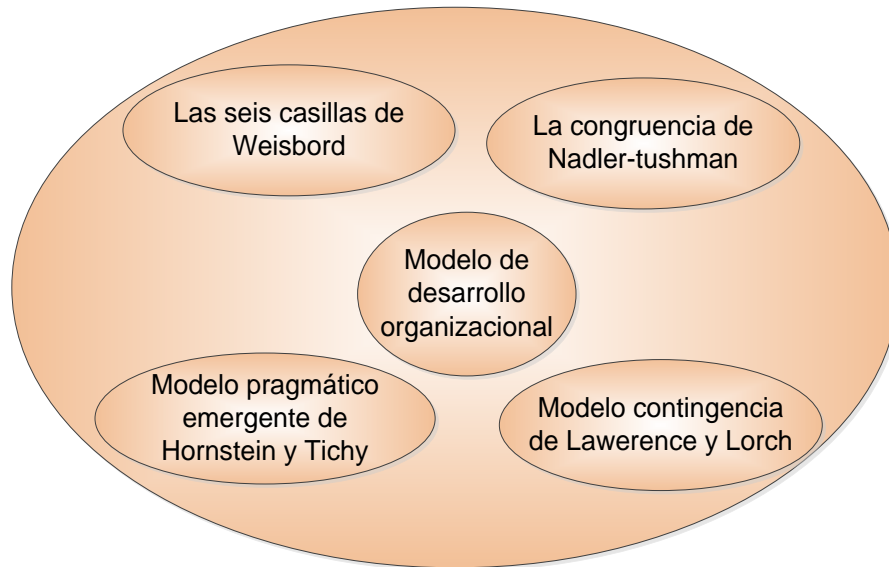 Las seis casillas de
Weisbord
La congruencia de
Nadler-tushman
Modelo de
desarrollo
organizacional
Modelo pragmático
emergente de
Hornstein y Tichy
Modelo contingencia
de Lawerence y Lorch